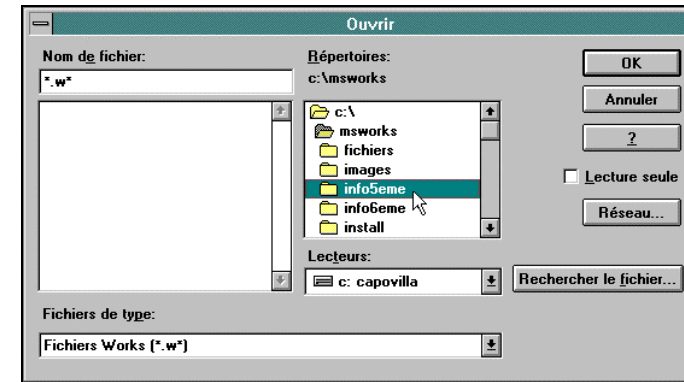 Ouvrir
Nom de fichier:
*.w*
Répertoires:
c:\msworks
c:\
msworks
fichiers
images
info5eme
info6eme
install
OK
Annuler
?
Lecture seule
Réseau...
Lecteurs:
c: capovilla
Rechercher le fichier...
Fichiers de type:
Fichiers Works (*.w*)